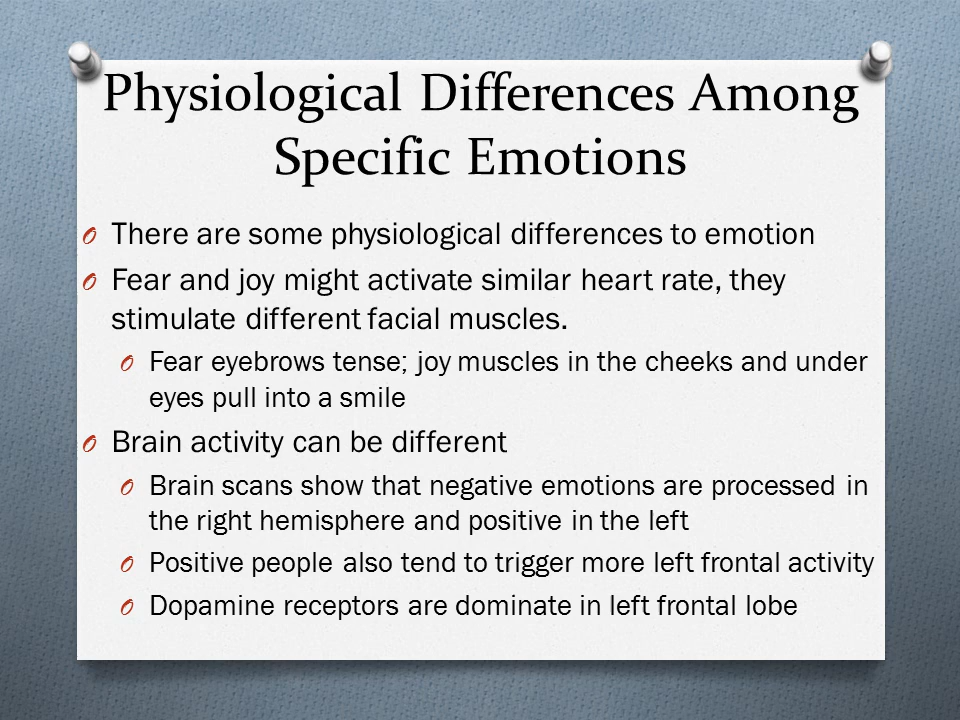 Physiological Differences Among
Specific Emotions
There are some physiological differences to emotion
Fear and joy might activate similar heart rate, they
stimulate different facial muscles.
Fear eyebrows tense; joy muscles in the cheeks and under
eyes pull into a smile
Brain activity can be different
Brain scans show that negative emotions are processed in
the right hemisphere and positive in the left
Positive people also tend to trigger more left frontal activity
Dopamine receptors are dominate in left frontal lobe